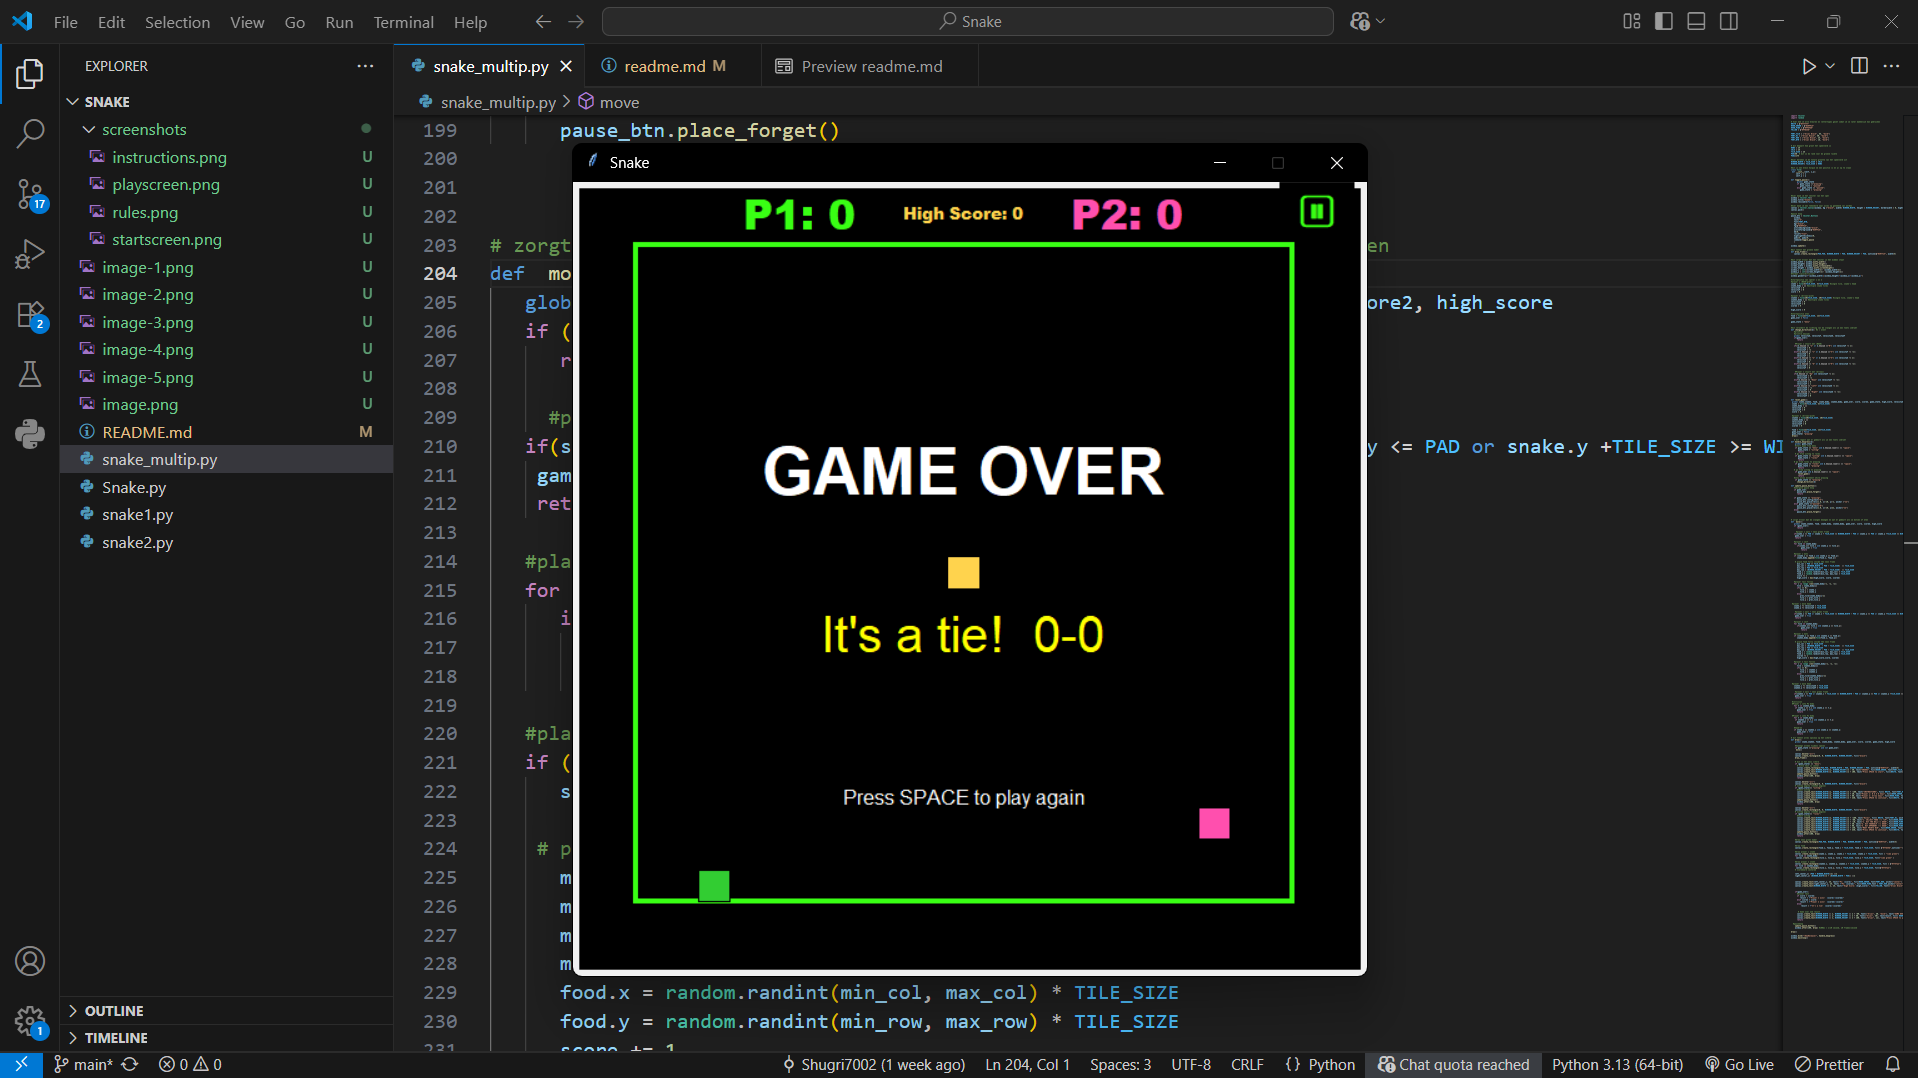 File Edit Selection View Go Run Terminal Help
Snake
EXPLORER
SNAKE
screenshots
instructions.png U
playscreen.png U
rules.png U
startscreen.png U
image-1.png U
image-2.png U
image-3.png U
image-4.png U
image-5.png U
image.png U
README.md M
snake_multip.py
Snake.py
snake1.py
snake2.py
OUTLINE
TIMELINE
17
2
1
snake_multip.py
readme.md M
Preview readme.md
snake_multip.py > move
199 pause_btn.place_forget()
200
201
202
203 # zorgt en
204 def mo
205 glob ore2, high_score
206 if (
207 r
208
209 #p
210 if(s y <= PAD or snake.y +TILE_SIZE >= WI
211 gam
212 ret
213
214 #pla
215 for
216 i
217
218
219
220 #pla
221 if (
222 s
223
224 # p
225 m
226 m
227 m
228 m
229 food.x = random.randint(min_col, max_col) * TILE_SIZE
230 food.y = random.randint(min_row, max_row) * TILE_SIZE
231 score += 1
Snake
P1: 0 High Score: 0 P2: 0
GAME OVER
It's a tie! 0-0
Press SPACE to play again
main* 0 0 Shugri7002 (1 week ago) Ln 204, Col 1 Spaces: 3 UTF-8 CRLF {} Python Chat quota reached Python 3.13 (64-bit) Go Live Prettier